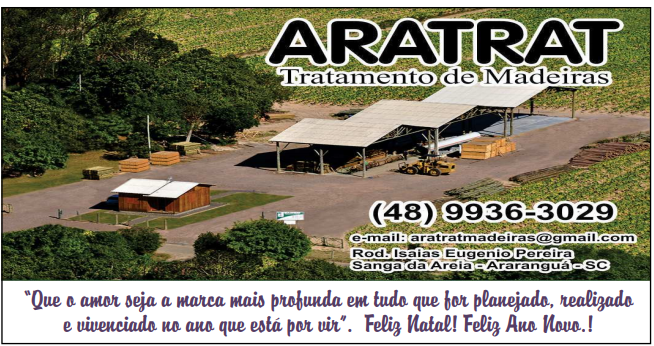 ARATRAT
Tratamento de Madeiras
(48) 9936-3029
e-mail: aratratmadeiras@gmail.com
Rod. Isaias Eugenio Pereira
Sanga da Areia - Araranguá - SC
"Que o amor seja a marca mais profunda em tudo que for planejado, realizado
e vivenciado no ano que está por vir". Feliz Natal! Feliz Ano Novo.!